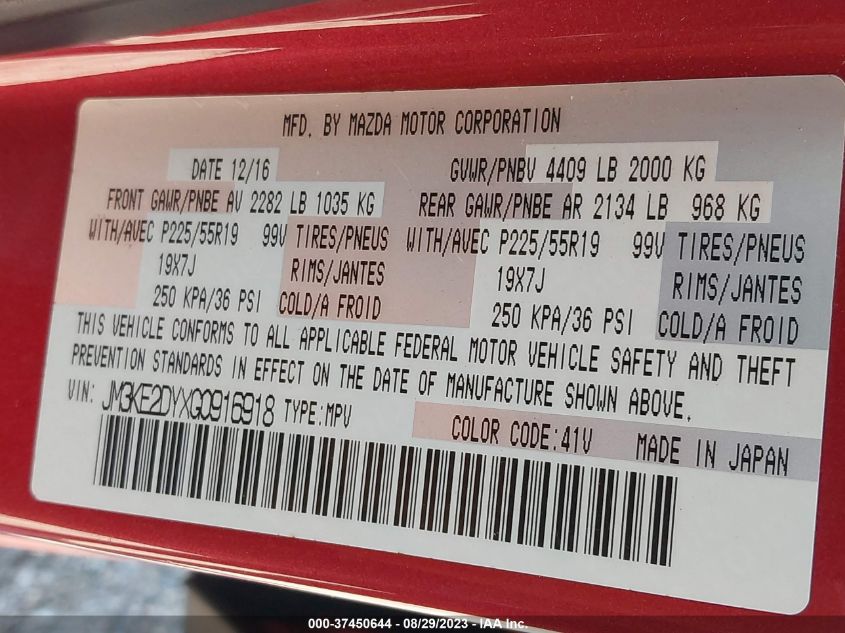 MFD. BY MAZDA MOTOR CORPORATION
DATE 12/16 GVWR/PNBV 4409 LB 2000 KG
FRONT GAWR/PNBE AV 2282 LB 1035 KG REAR GAWR/PNBE AR 2134 LB 968 KG
WITH/AVEC P225/55R19 99V TIRES/PNEUS WITH/AVEC P225/55R19 99V TIRES/PNEUS
19X7J RIMS/JANTES 19X7J RIMS/JANTES
250 KPA/36 PSI COLD/A FROID 250 KPA/36 PSI COLD/A FROID
THIS VEHICLE CONFORMS TO ALL APPLICABLE FEDERAL MOTOR VEHICLE SAFETY AND THEFT
PREVENTION STANDARDS IN EFFECT ON THE DATE OF MANUFACTURE SHOWN ABOVE.
VIN: JM3KE2DYXG0916918 TYPE:MPV
COLOR CODE:41V MADE IN JAPAN
000-37450644 - 08/29/2023 - IAA Inc.